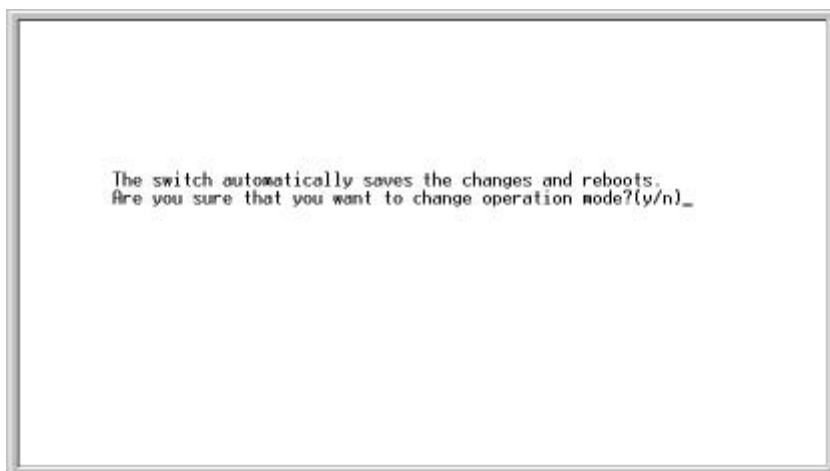 The switch automatically saves the changes and reboots.
Are you sure that you want to change operation mode?(y/n)_